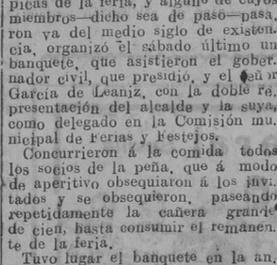 picas de la feria, y alguno de cuyos
miembros—dicho sea de paso—pasa
ron ya del medio siglo de existen
cia, organizó el sábado último un
banquete, que asistieron el gober
nador civil, que presidió, y el
García de Leaniz, con la doble re
presentación del alcalde y la suya
como delegado en la Comisión mu
nicipal de Ferias y Festejos.
Concurrieron á la comida todos
los socios de la peña, que á modo
de aperitivo obsequiaron á los invi
tados y se obsequieron, paseando
repetidamente la cañera grande
de cien, hasta consumir el remanen
te de la feria.
Tuvo lugar el banquete en la an